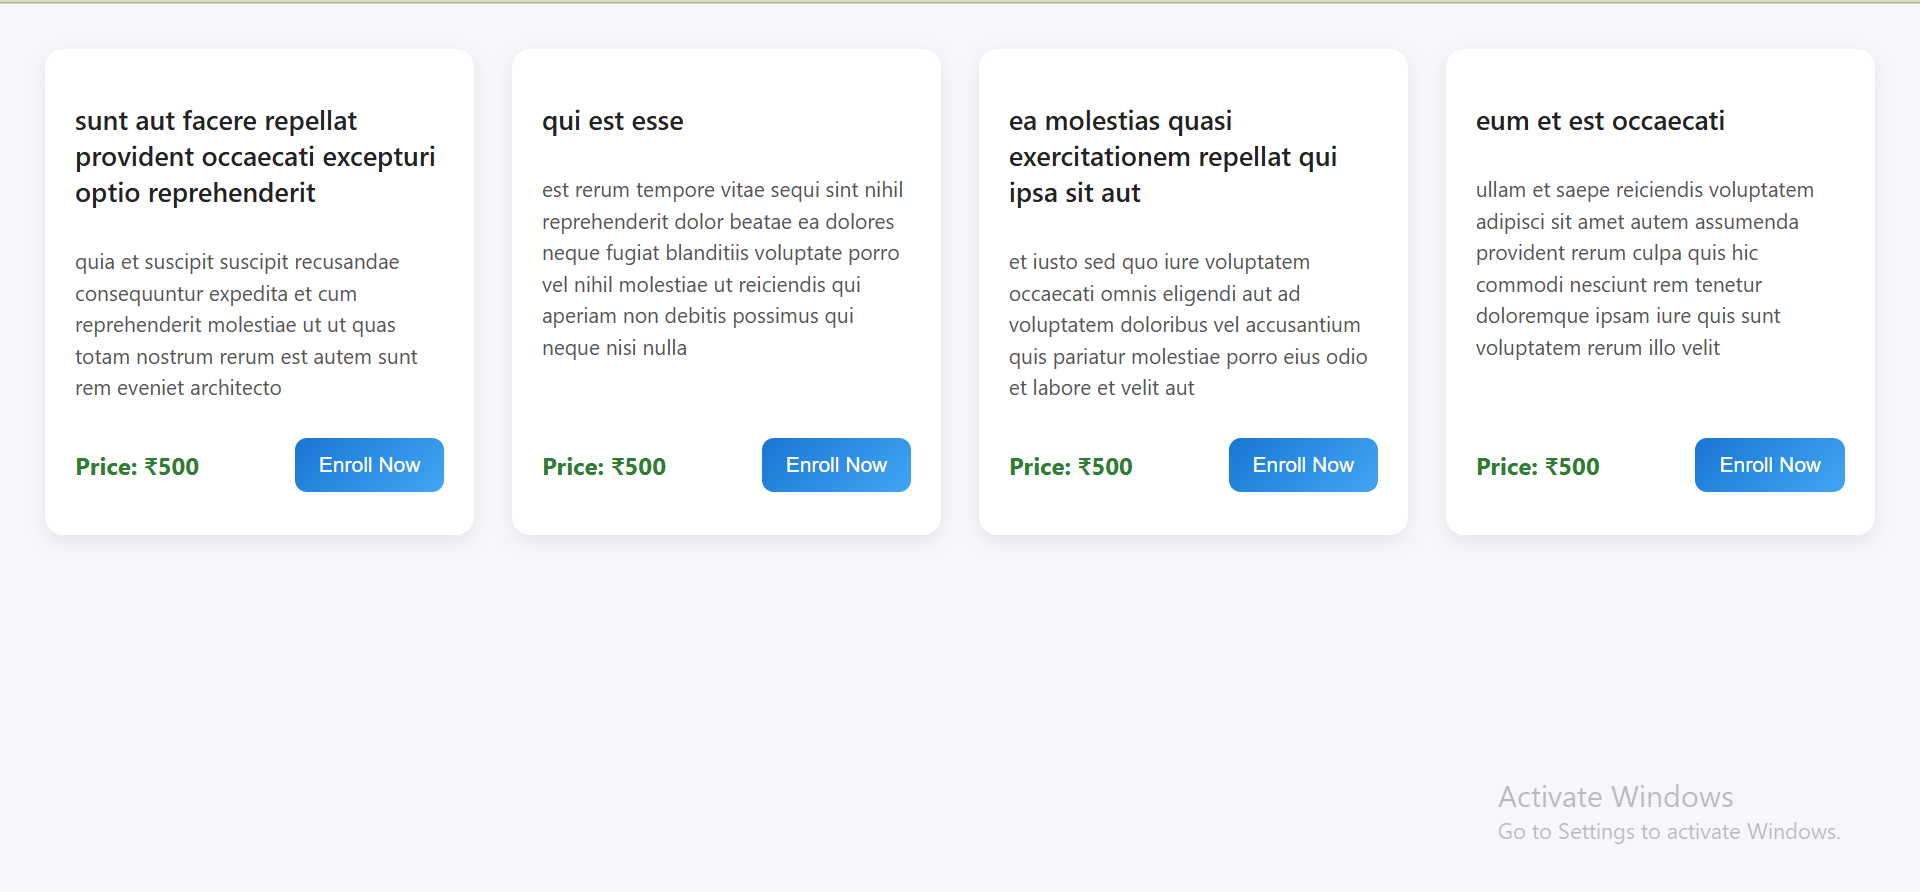 sunt aut facere repellat
provident occaecati excepturi
optio reprehenderit
quia et suscipit suscipit recusandae
consequuntur expedita et cum
reprehenderit molestiae ut ut quas
totam nostrum rerum est autem sunt
rem eveniet architecto
Price: ₹500
Enroll Now
qui est esse
est rerum tempore vitae sequi sint nihil
reprehenderit dolor beatae ea dolores
neque fugiat blanditiis voluptate porro
vel nihil molestiae ut reiciendis qui
aperiam non debitis possimus qui
neque nisi nulla
Price: ₹500
Enroll Now
ea molestias quasi
exercitationem repellat qui
ipsa sit aut
et iusto sed quo iure voluptatem
occaecati omnis eligendi aut ad
voluptatem doloribus vel accusantium
quis pariatur molestiae porro eius odio
et labore et velit aut
Price: ₹500
Enroll Now
eum et est occaecati
ullam et saepe reiciendis voluptatem
adipisci sit amet autem assumenda
provident rerum culpa quis hic
commodi nesciunt rem tenetur
doloremque ipsam iure quis sunt
voluptatem rerum illo velit
Price: ₹500
Enroll Now
Activate Windows
Go to Settings to activate Windows.